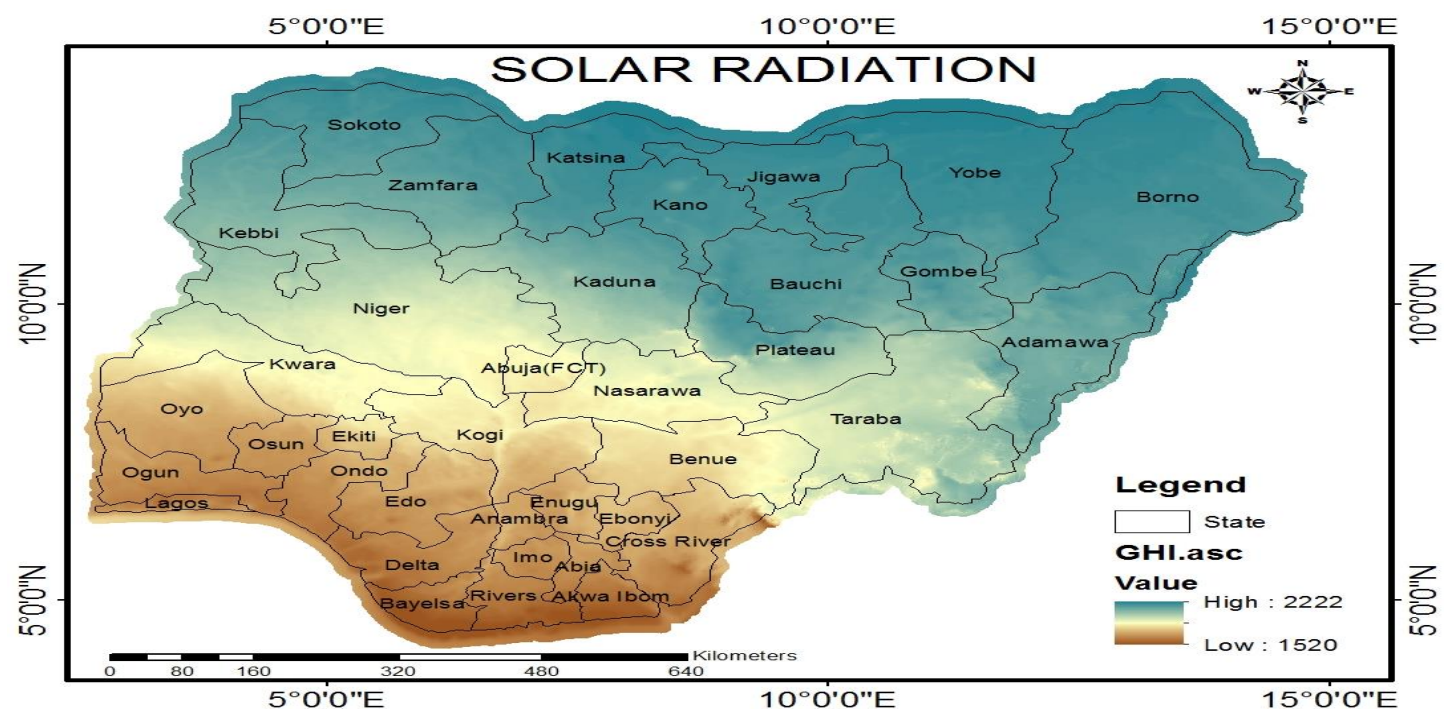 5°0'0"E 10°0'0"E 15°0'0"E
SOLAR RADIATION
N
W E
S
Sokoto
Katsina
Jigawa
Yobe
Zamfara
Kano
Borno
Kebbi
Gombe
Kaduna
Bauchi
10°0'0"N
10°0'0"N
Niger
Adamawa
Plateau
Kwara
Abuja(FCT)
Nasarawa
Oyo
Taraba
Osun
Ekiti
Kogi
Benue
Ogun
Ondo
Lagos
Edo
Enugu
Anambra
Ebonyi
Cross River
Imo
Abia
Delta
Bayelsa
Rivers
Akwa Ibom
Legend
State
GHI.asc
Value
High : 2222
Low : 1520
5°0'0"N
5°0'0"N
Kilometers
0 80 160 320 480 640
5°0'0"E 10°0'0"E 15°0'0"E